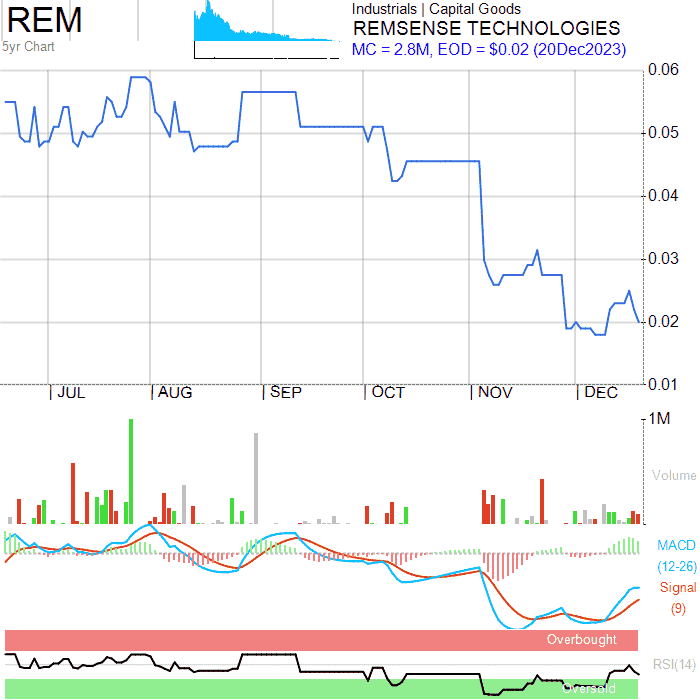 REM
5yr Chart
Industrials | Capital Goods
REMSENSE TECHNOLOGIES
MC = 2.8M, EOD = $0.02 (20Dec2023)
0.06
0.05
0.04
0.03
0.02
0.01
| JUL | AUG | SEP | OCT | NOV | DEC
1M
Volume
MACD
(12-26)
Signal
(9)
Overbought
RSI(14)
Oversold